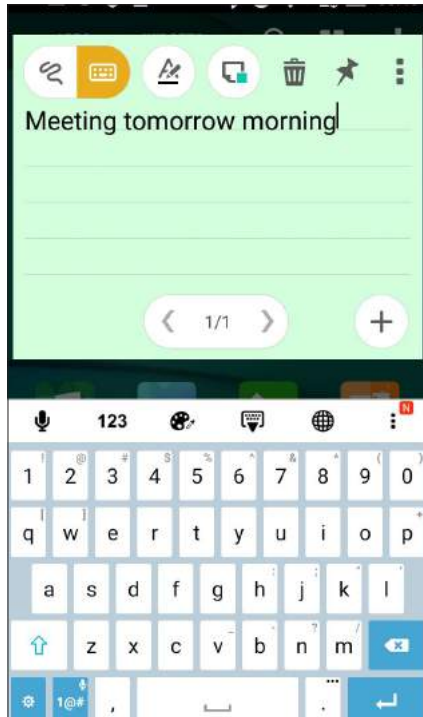 Meeting tomorrow morning
1/1
123
N
! @ # $ % ^ & * ( )
1 2 3 4 5 6 7 8 9 0
[ ] +
q w e r t y u i o p
a s d f g h j k l
z x c v b n m
1@# , .